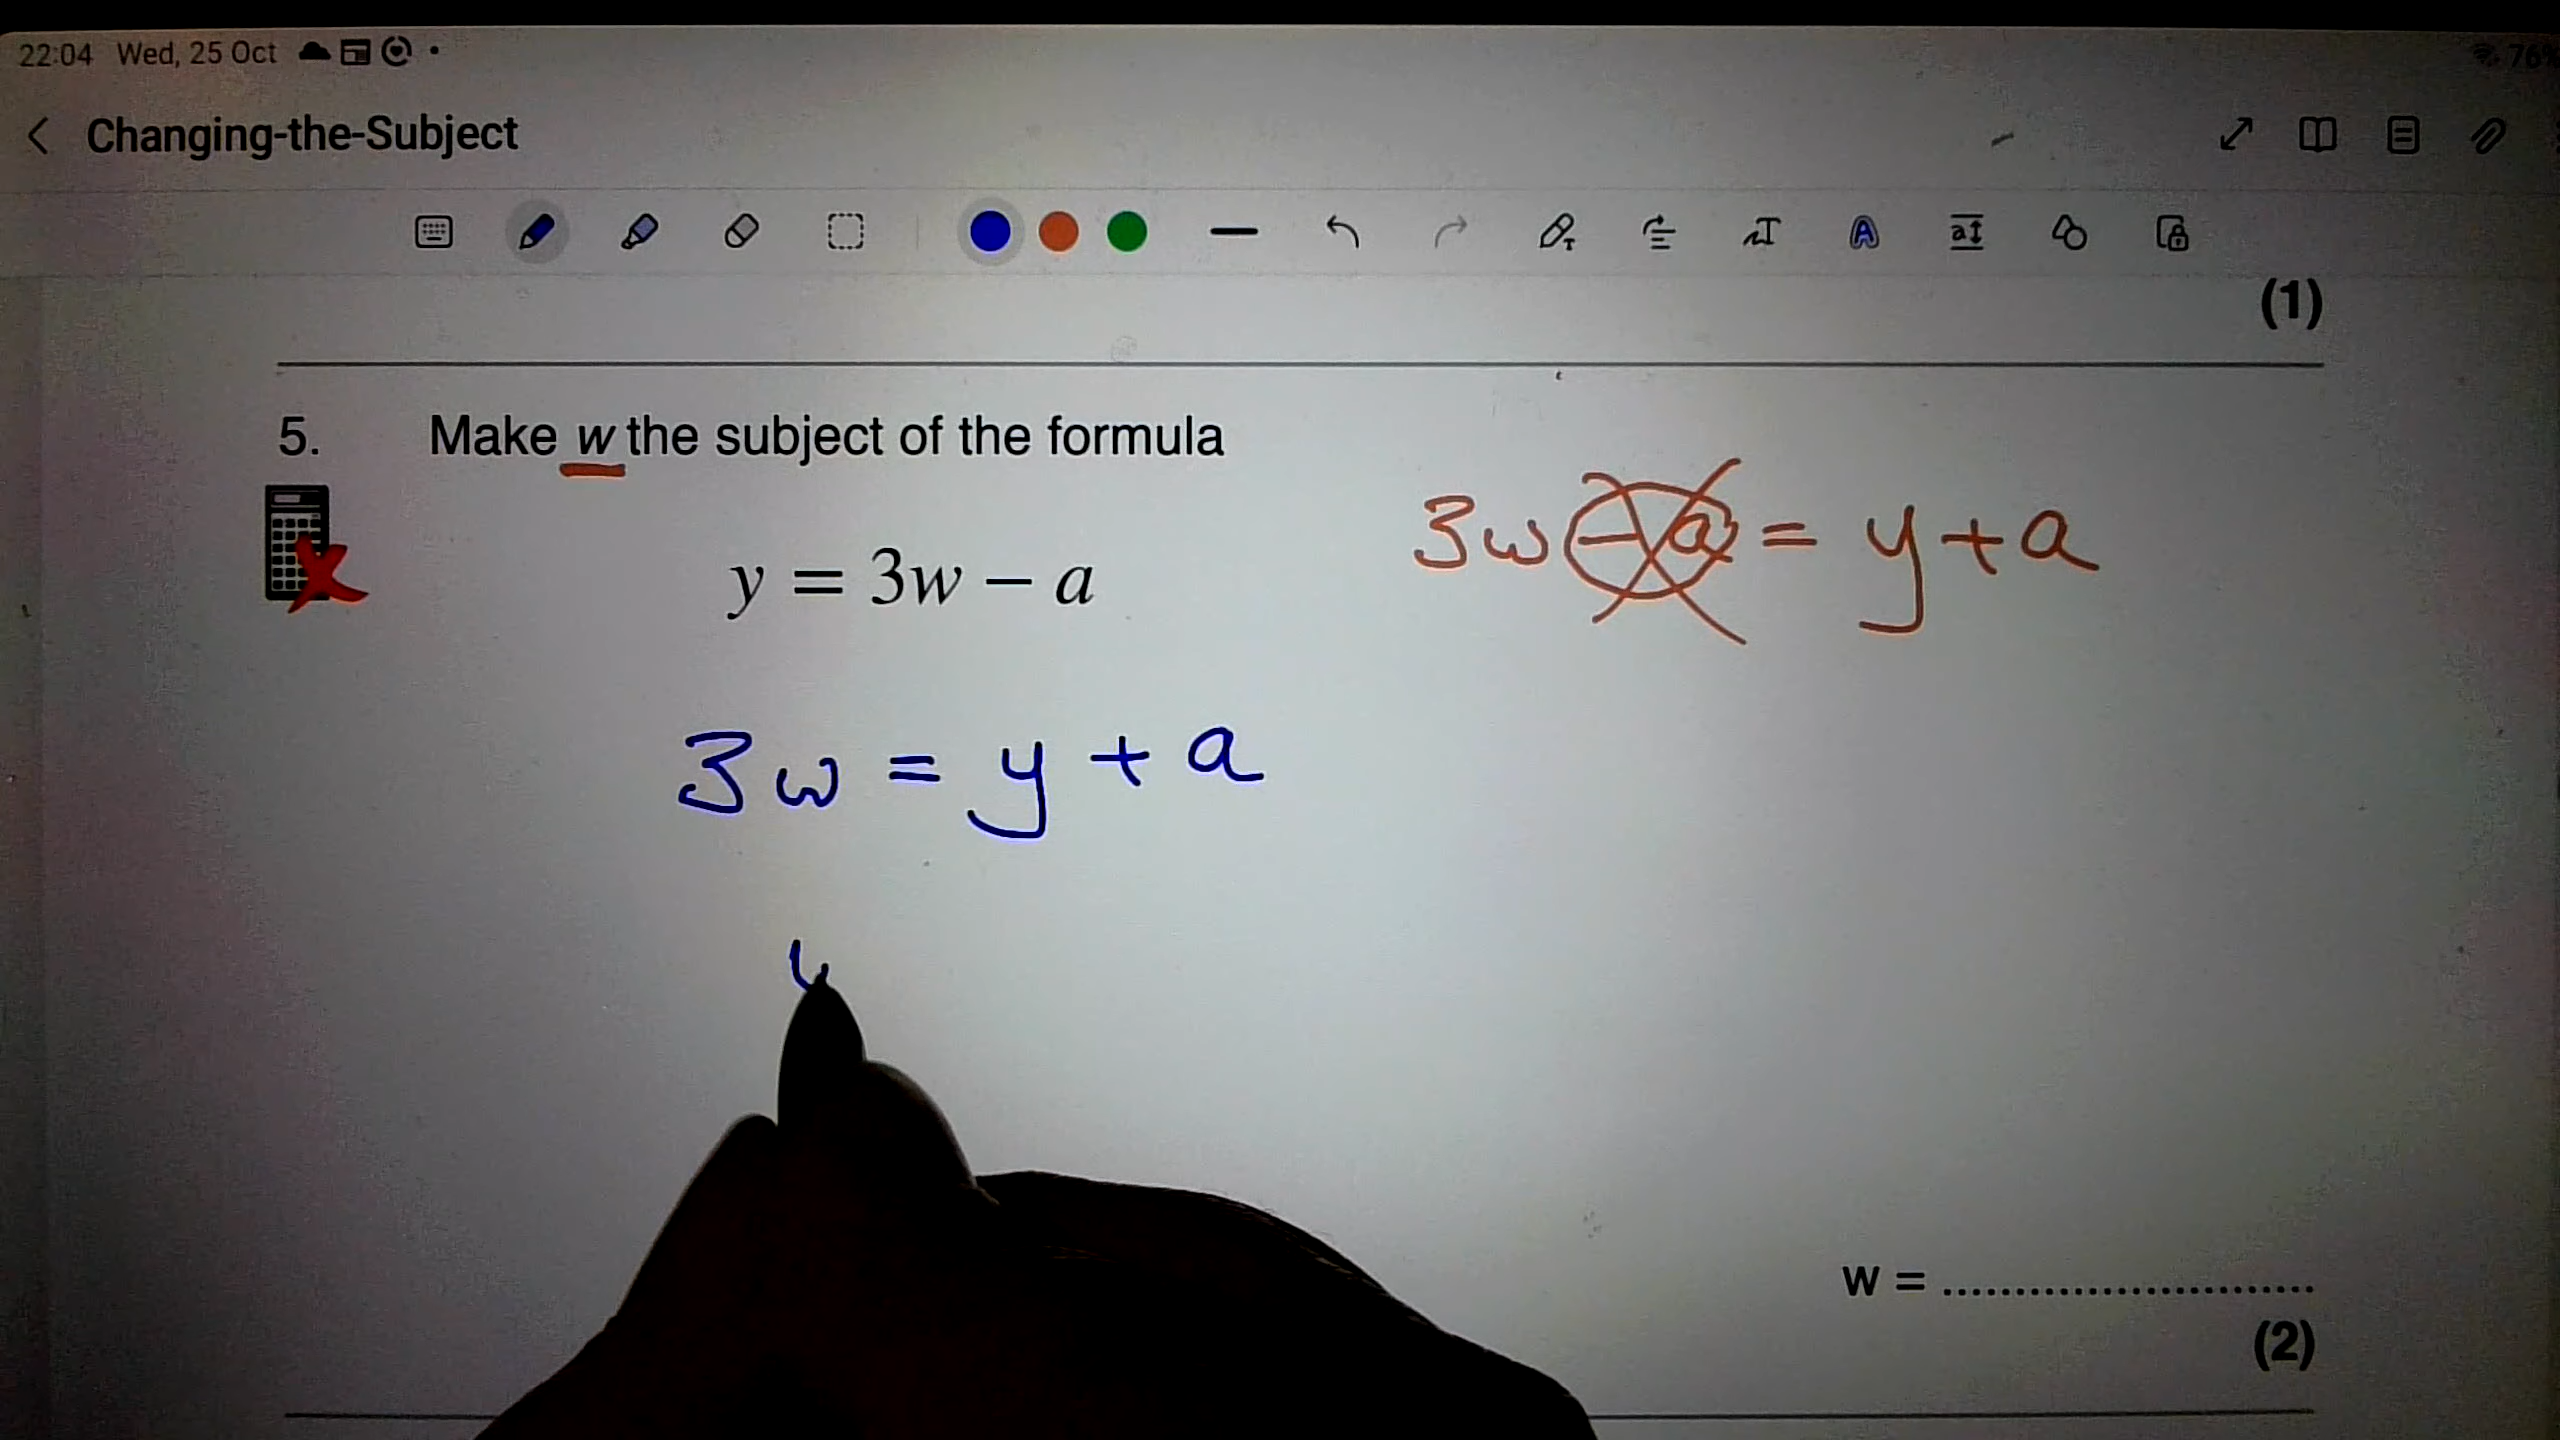 22:04 Wed, 25 Oct
76%
Changing-the-Subject
(1)
5. Make w the subject of the formula
y = 3w – a
3w – a = y + a
3w = y + a
w = ..........................
(2)